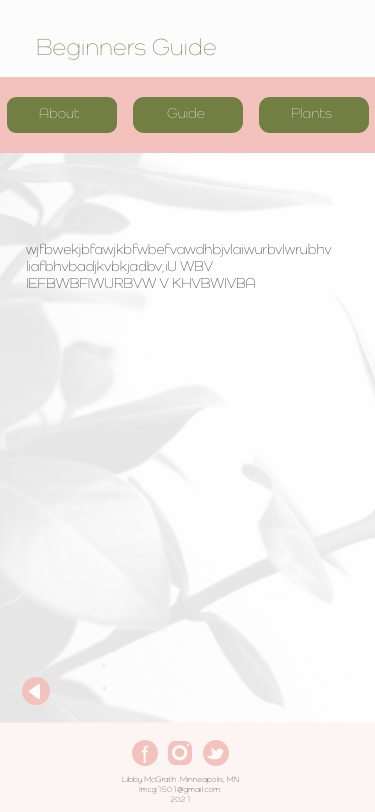 Beginners Guide
About Guide Plants
wjfbwekjbfawjkbfwbefvawdhbjvlaiwurbvlwrubhv
liafbhvbadjkvbkjadbv;iU WBV
IEFBWBFIWURBVW V KHVBWIVBA
Libby McGrath Minneapolis, MN
lmcg1501@gmail.com
2021